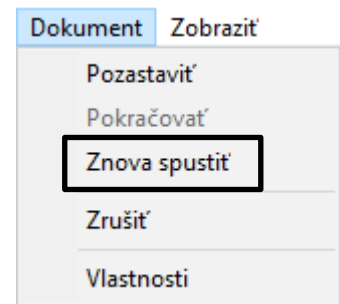 Dokument Zobraziť
Pozastaviť
Pokračovať
Znova spustiť
Zrušiť
Vlastnosti